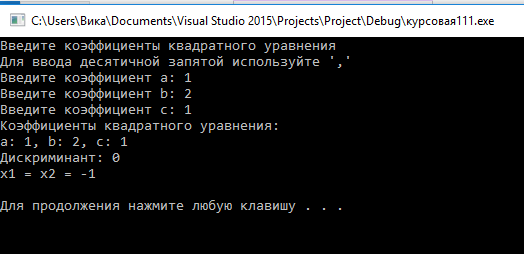 C:\Users\Вика\Documents\Visual Studio 2015\Projects\Project\Debug\курсовая111.exe
Введите коэффициенты квадратного уравнения
Для ввода десятичной запятой используйте ','
Введите коэффициент a: 1
Введите коэффициент b: 2
Введите коэффициент c: 1
Коэффициенты квадратного уравнения:
a: 1, b: 2, c: 1
Дискриминант: 0
x1 = x2 = -1
Для продолжения нажмите любую клавишу . . .